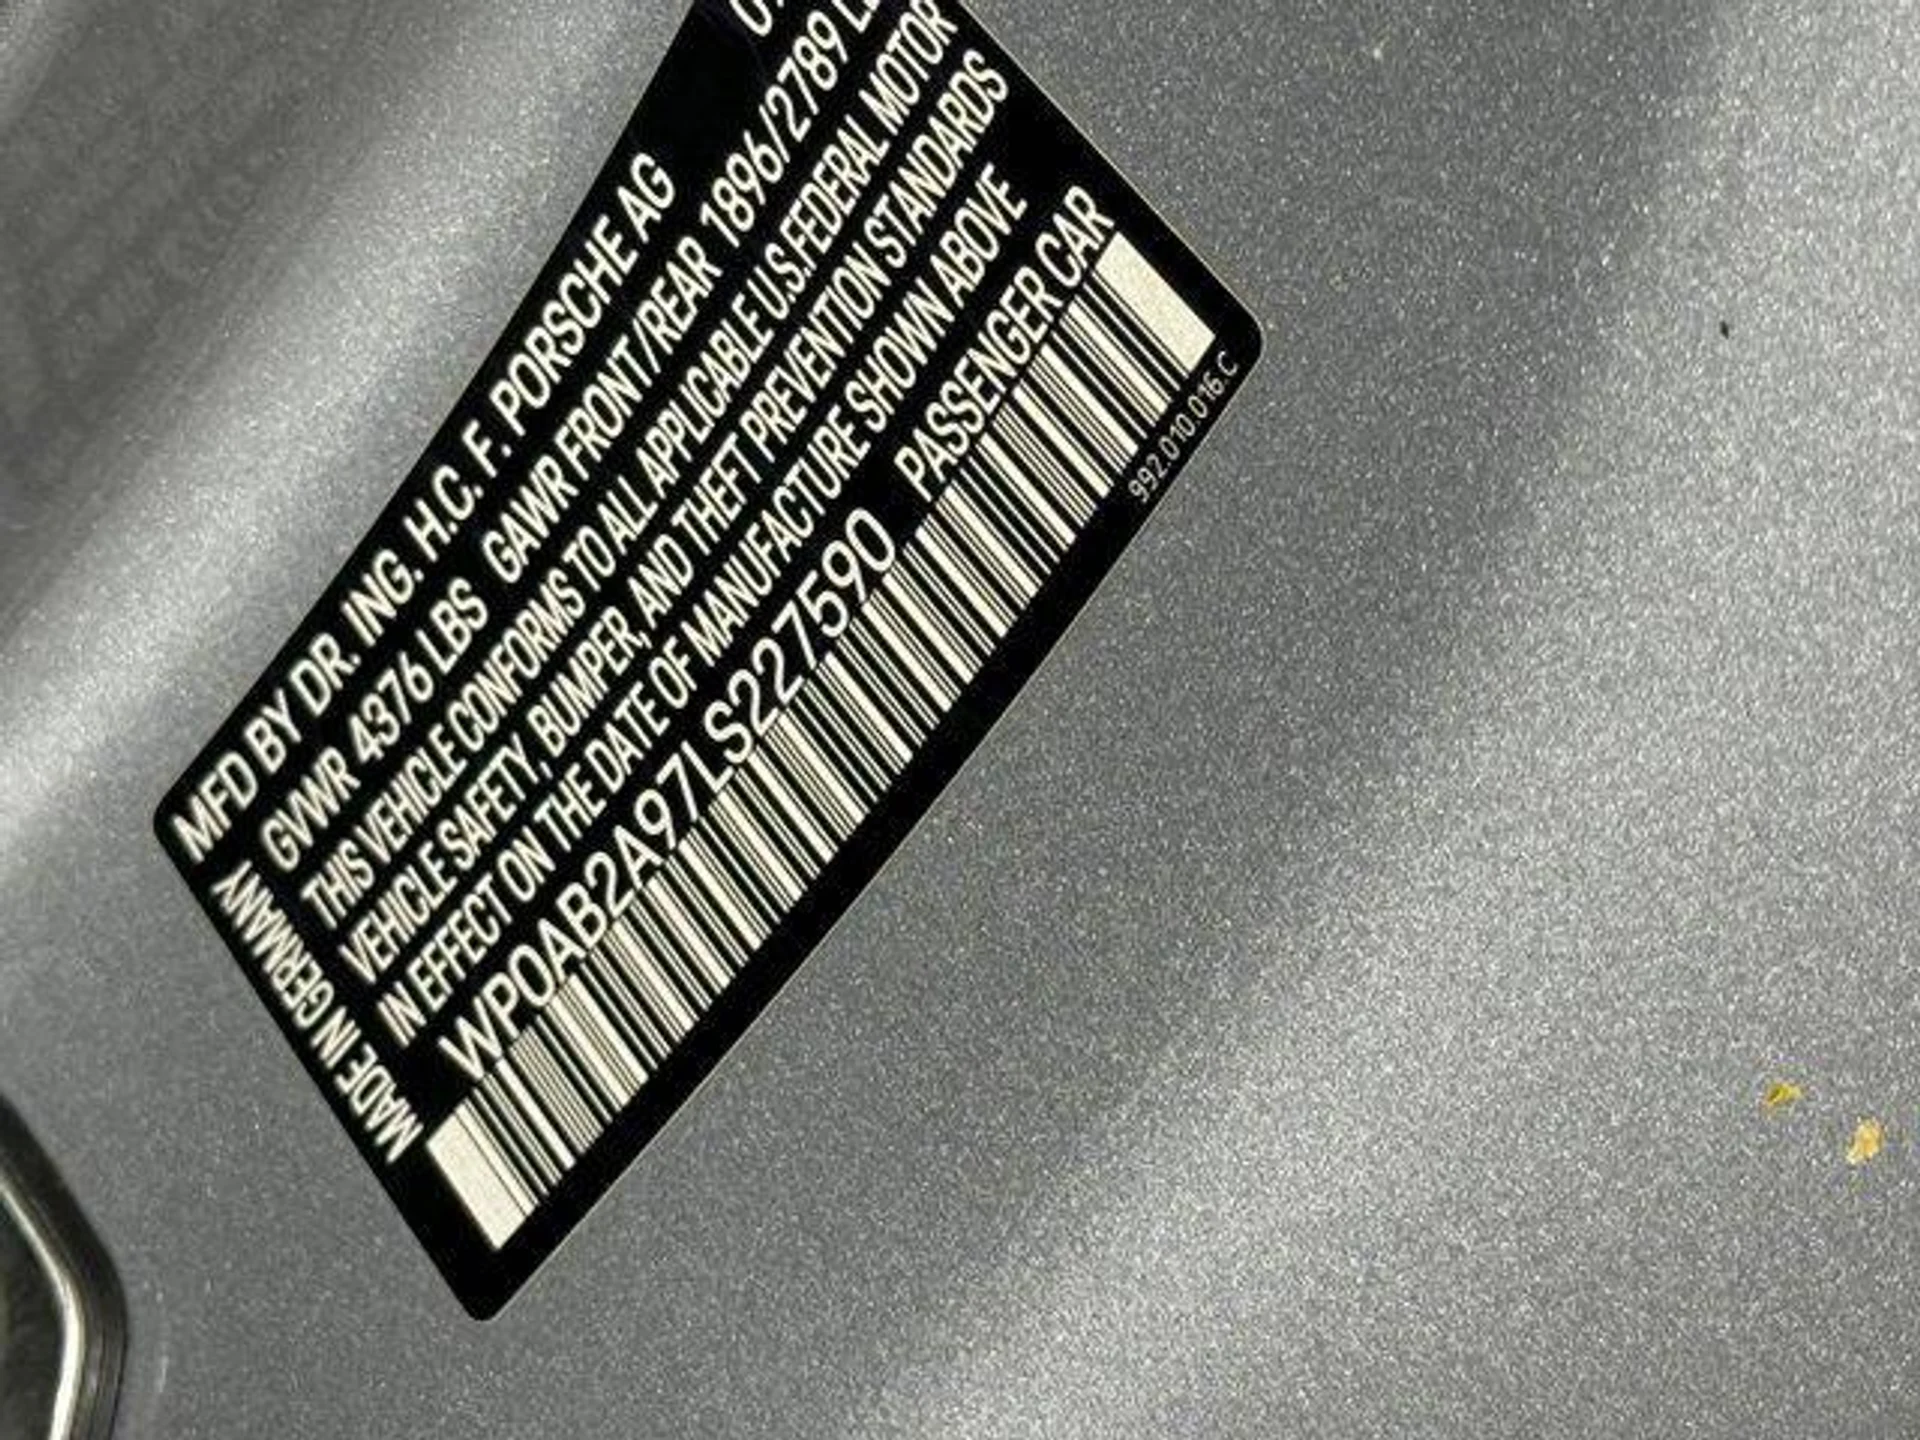 MFD BY DR. ING. H.C. F. PORSCHE AG
GVWR 4376 LBS GAWR FRONT/REAR 1896/2789
THIS VEHICLE CONFORMS TO ALL APPLICABLE U.S.FEDERAL MOTOR
VEHICLE SAFETY, BUMPER, AND THEFT PREVENTION STANDARDS
IN EFFECT ON THE DATE OF MANUFACTURE SHOWN ABOVE
WP0AB2A97LS227590 PASSENGER CAR
992.010.016.C
MADE IN GERMANY